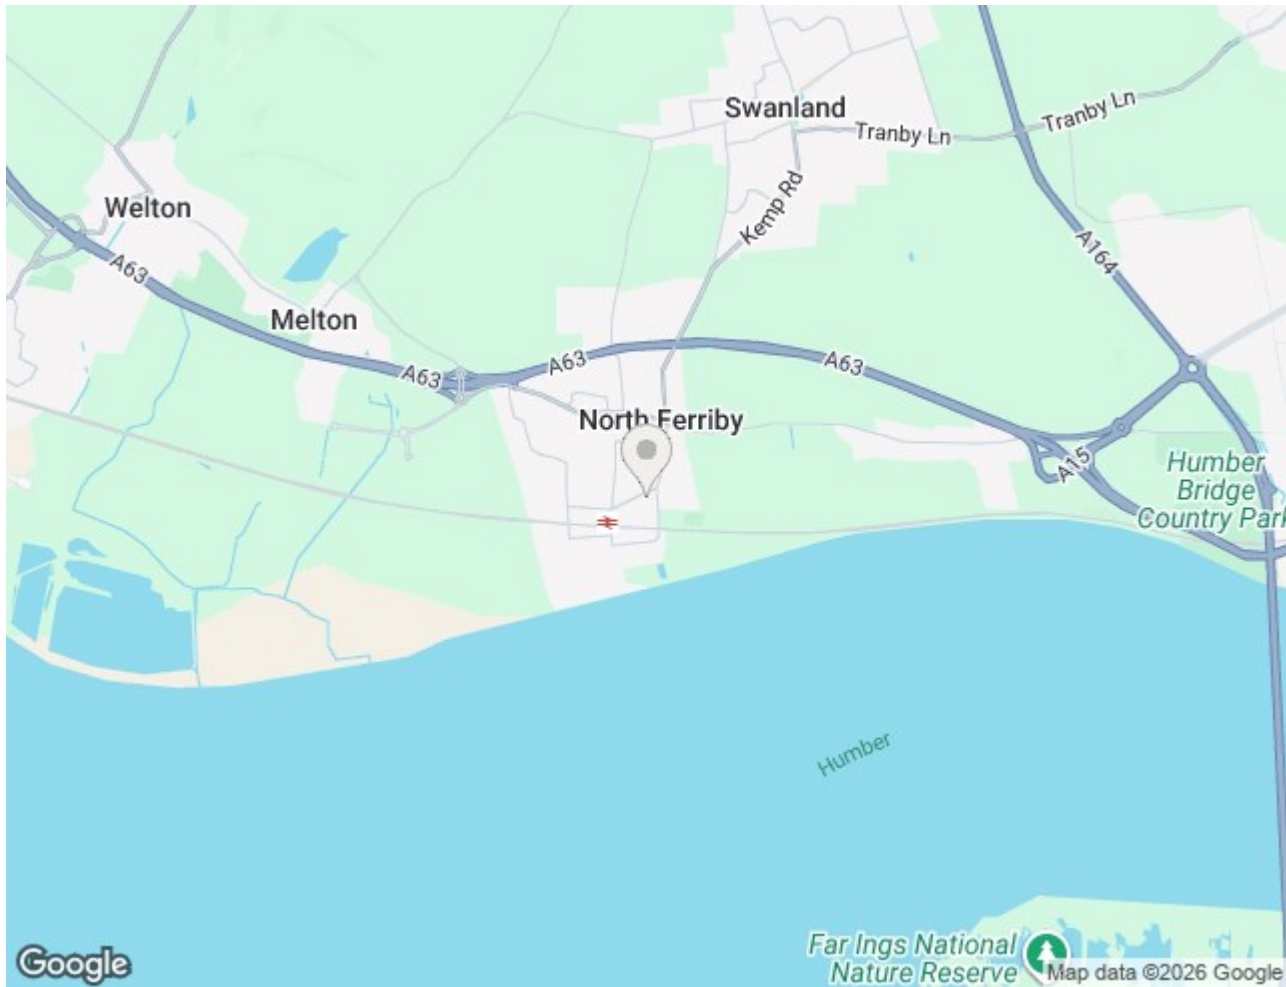 Swanland
Tranby Ln
Tranby Ln
Kemp Rd
Welton
A63
A164
Melton
A63
A63
A63
North Ferriby
A15
Humber
Bridge
Country Park
Humber
Far Ings National
Nature Reserve
Google
Map data ©2026 Google